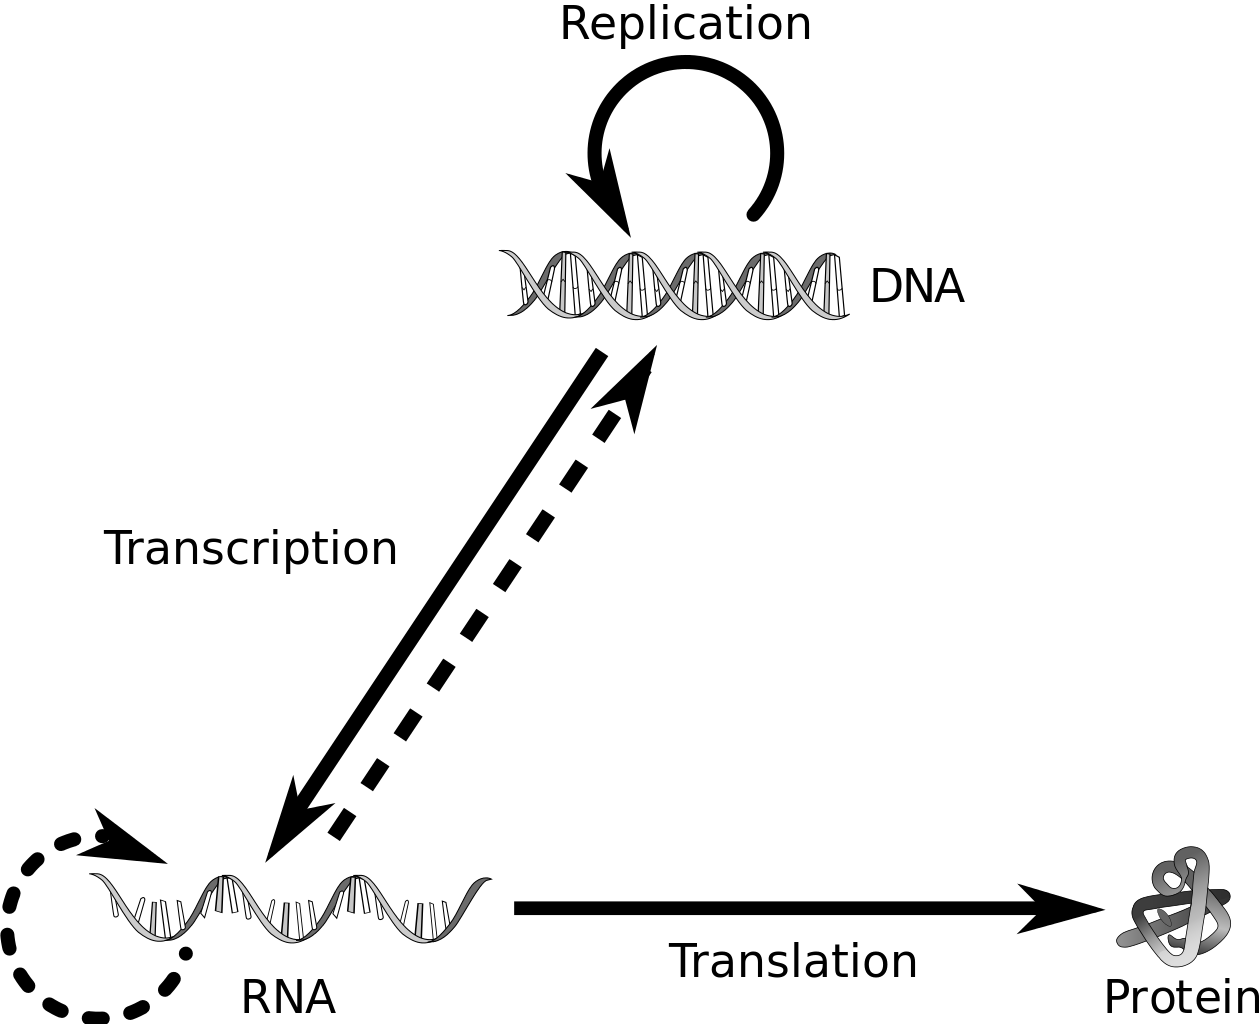 Replication
DNA
Transcription
Translation
RNA
Protein